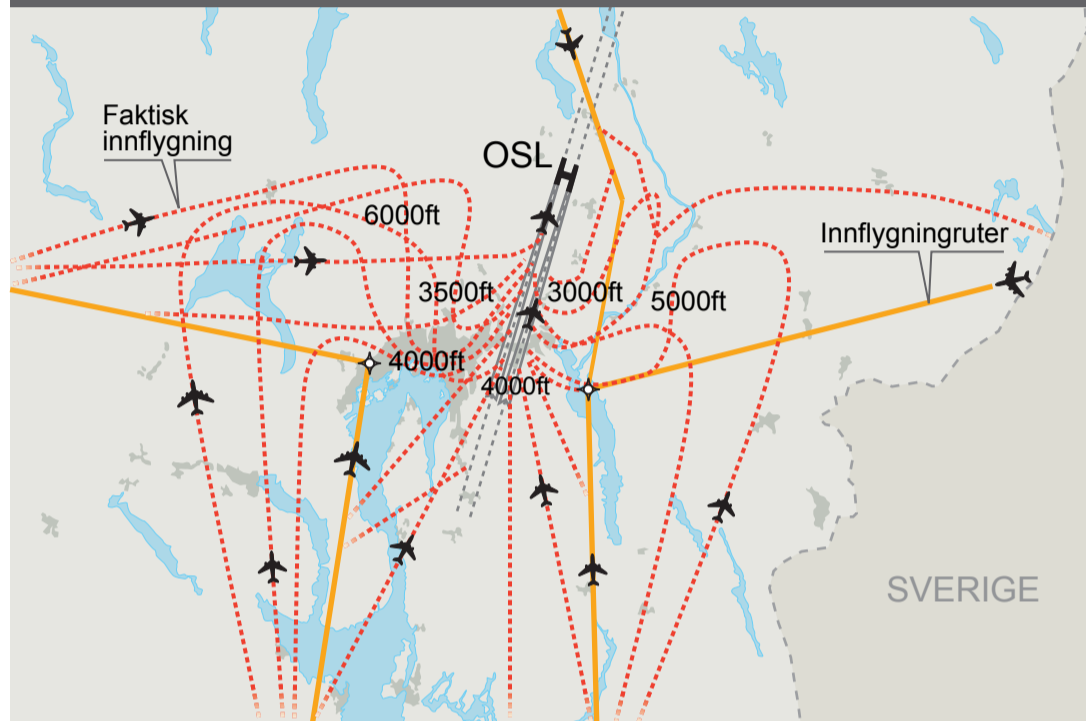 Faktisk
innflygning
OSL
6000ft
Innflygningruter
3500ft
3000ft
5000ft
4000ft
4000ft
SVERIGE